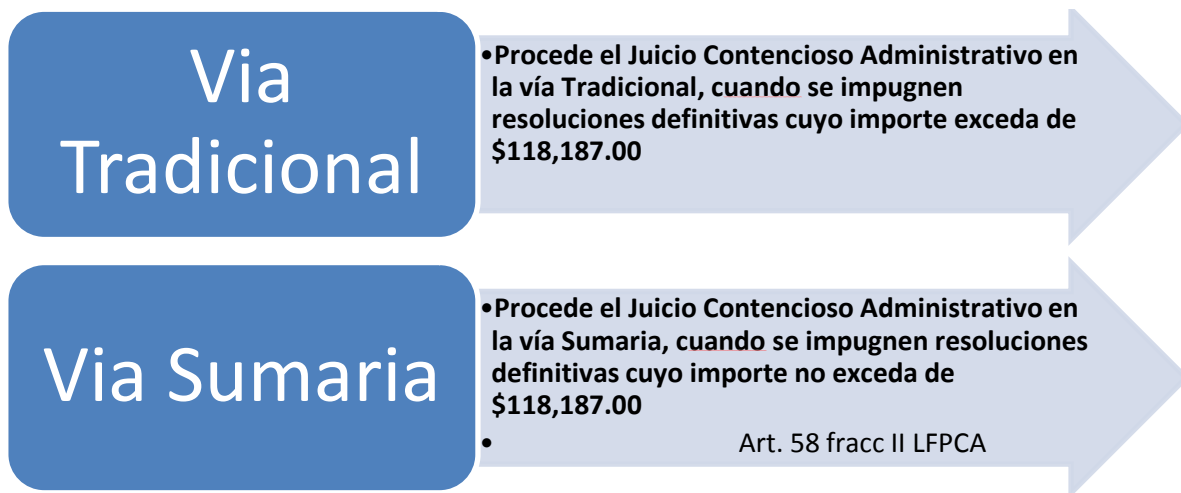 Via
Tradicional
•Procede el Juicio Contencioso Administrativo en
la vía Tradicional, cuando se impugnen
resoluciones definitivas cuyo importe exceda de
$118,187.00
Via Sumaria
•Procede el Juicio Contencioso Administrativo en
la vía Sumaria, cuando se impugnen resoluciones
definitivas cuyo importe no exceda de
$118,187.00
• Art. 58 fracc II LFPCA